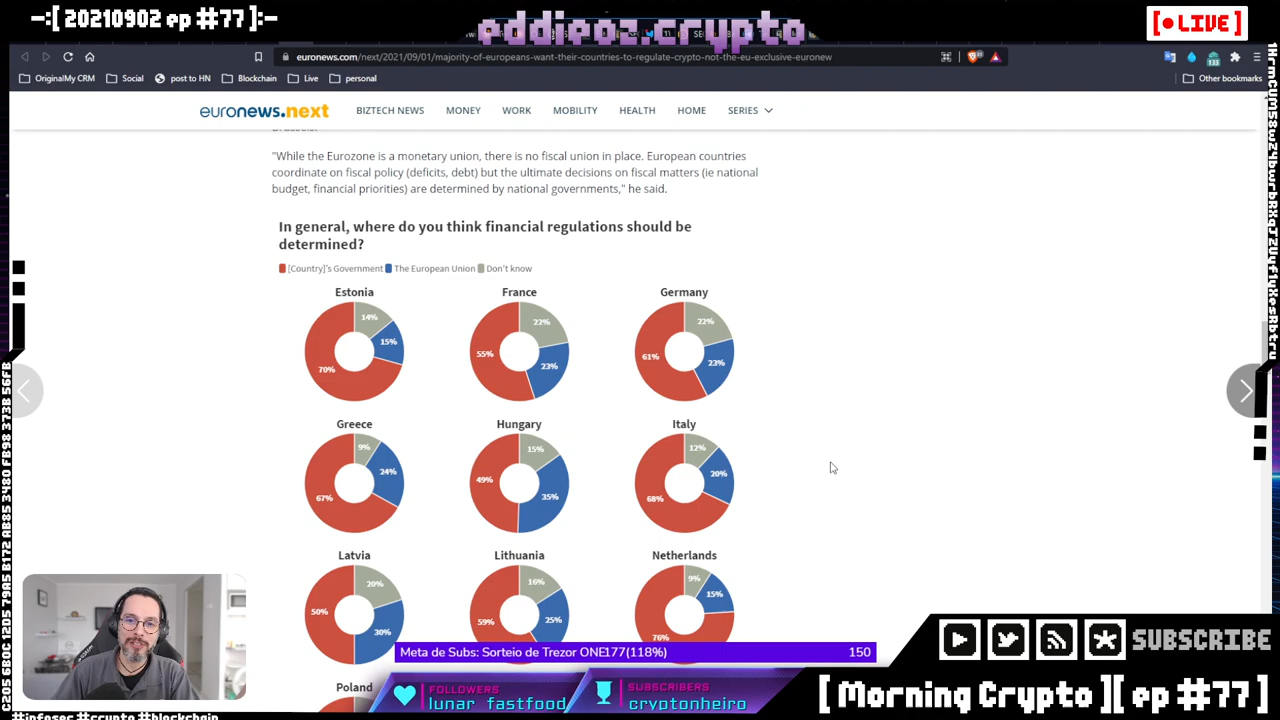 -:[ 20210902 ep #77]:-
eddieoz.crypto
[● LIVE]
euronews.com/next/2021/09/01/majority-of-europeans-want-their-countries-to-regulate-crypto-not-the-eu-exclusive-euronew
OriginalMy CRM
Social
post to HN
Blockchain
Live
personal
Other bookmarks
133
euronews.next
BIZTECH NEWS
MONEY
WORK
MOBILITY
HEALTH
HOME
SERIES
"While the Eurozone is a monetary union, there is no fiscal union in place. European countries
coordinate on fiscal policy (deficits, debt) but the ultimate decisions on fiscal matters (ie national
budget, financial priorities) are determined by national governments," he said.
In general, where do you think financial regulations should be
determined?
[Country]'s Government The European Union Don't know
Estonia
14%
15%
70%
France
22%
23%
55%
Germany
22%
23%
61%
Greece
9%
24%
67%
Hungary
15%
35%
49%
Italy
12%
20%
68%
Latvia
20%
30%
50%
Lithuania
16%
25%
59%
Netherlands
9%
15%
76%
Poland
Meta de Subs: Sorteio de Trezor ONE177(118%) 150
FOLLOWERS
lunar_fastfood
SUBSCRIBERS
cryptonheiro
SUBSCRIBE
[ Morning Crypto ][ ep #77 ]
#infosec #crypto #blockchain